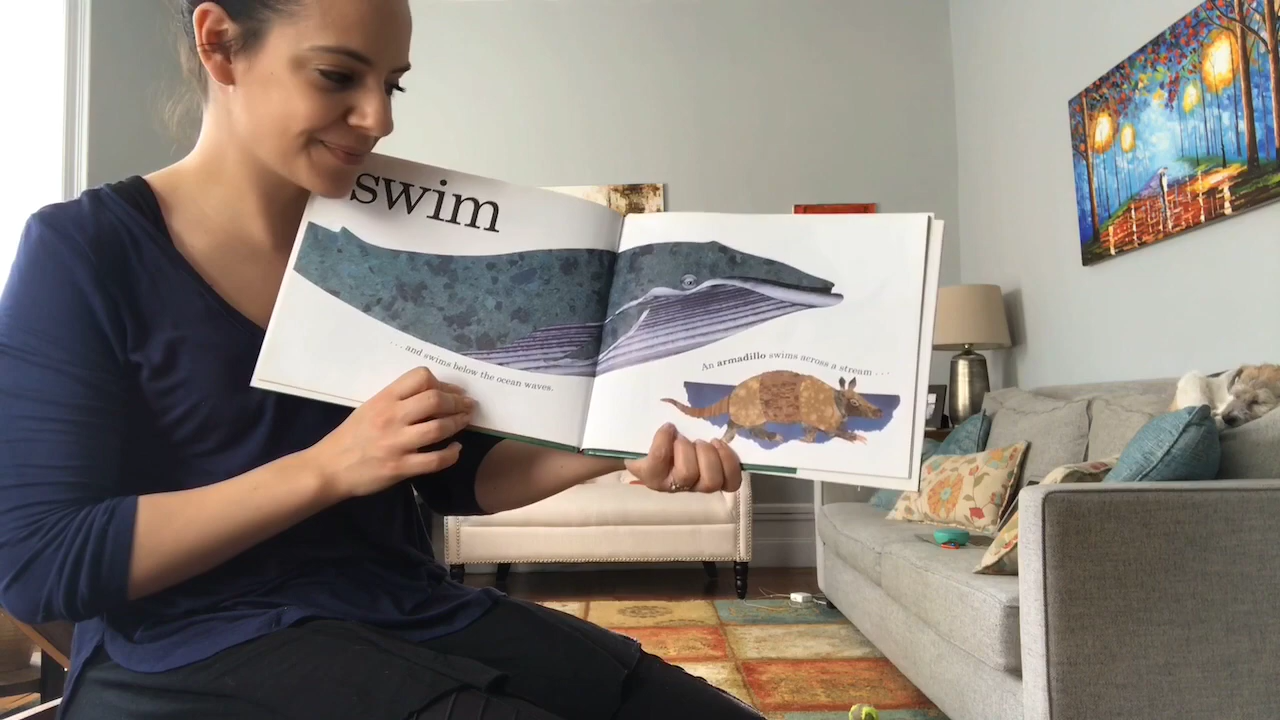 swim
. . . and swims below the ocean waves.
An armadillo swims across a stream . . .